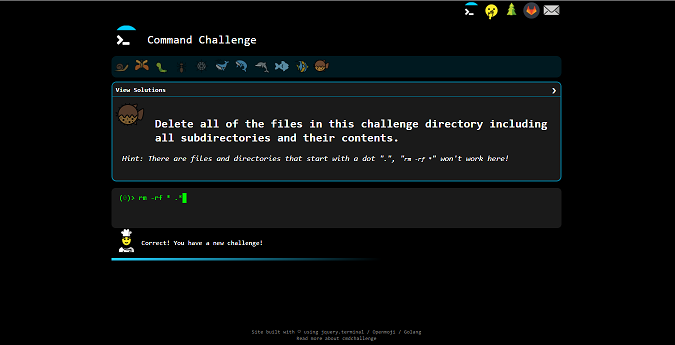 Command Challenge
View Solutions
Delete all of the files in this challenge directory including
all subdirectories and their contents.
Hint: There are files and directories that start with a dot ".", "rm -rf *" won't work here!
(0)> rm -rf * .*
Correct! You have a new challenge!
Site built with © using jquery.terminal / Openmoji / Golang
Read more about cmdchallenge